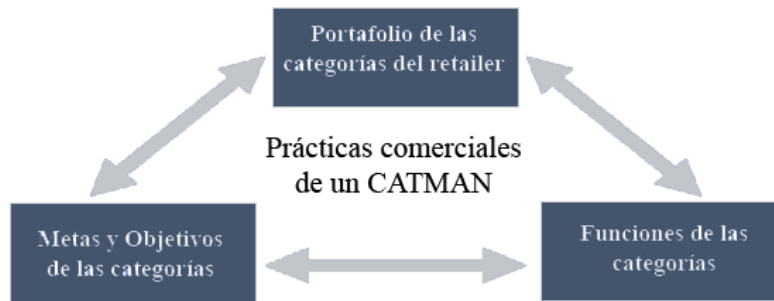 Portafolio de las
categorías del retailer
Prácticas comerciales
de un CATMAN
Metas y Objetivos
de las categorías
Funciones de las
categorías